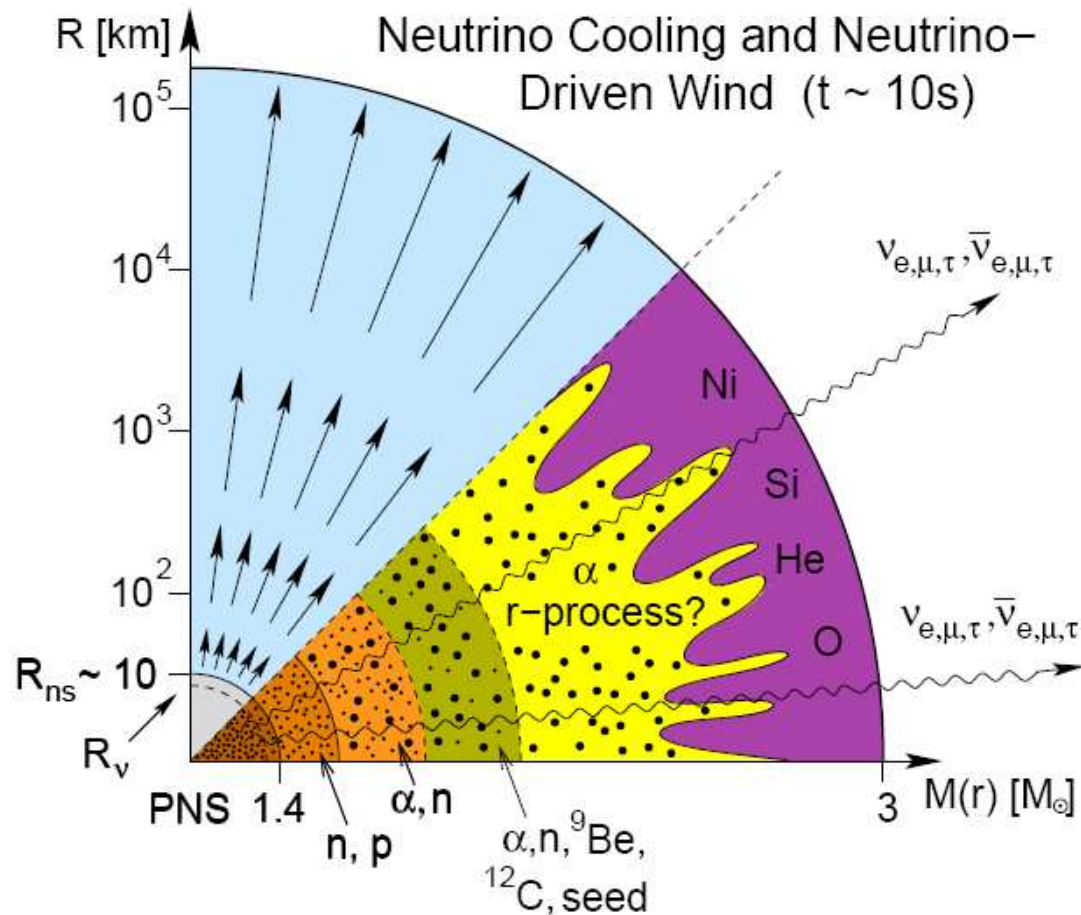 R [km]
Neutrino Cooling and Neutrino–
Driven Wind (t ~ 10s)
10⁵
10⁴
10³
10²
R_ns ~ 10
R_ν
ν_e,μ,τ, ν̄_e,μ,τ
Ni
Si
He
O
α
r–process?
ν_e,μ,τ, ν̄_e,μ,τ
PNS 1.4
3
M(r) [M_⊙]
n, p
α,n
α,n,⁹Be,
¹²C, seed